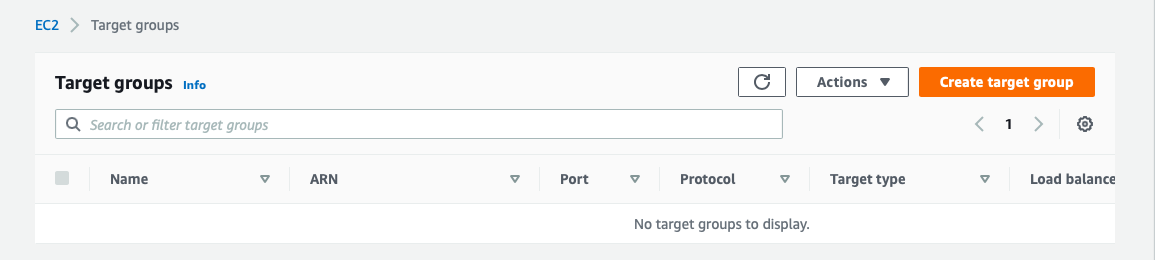 EC2 > Target groups
Target groups Info Actions Create target group
Search or filter target groups 1
Name ARN Port Protocol Target type Load balance
No target groups to display.